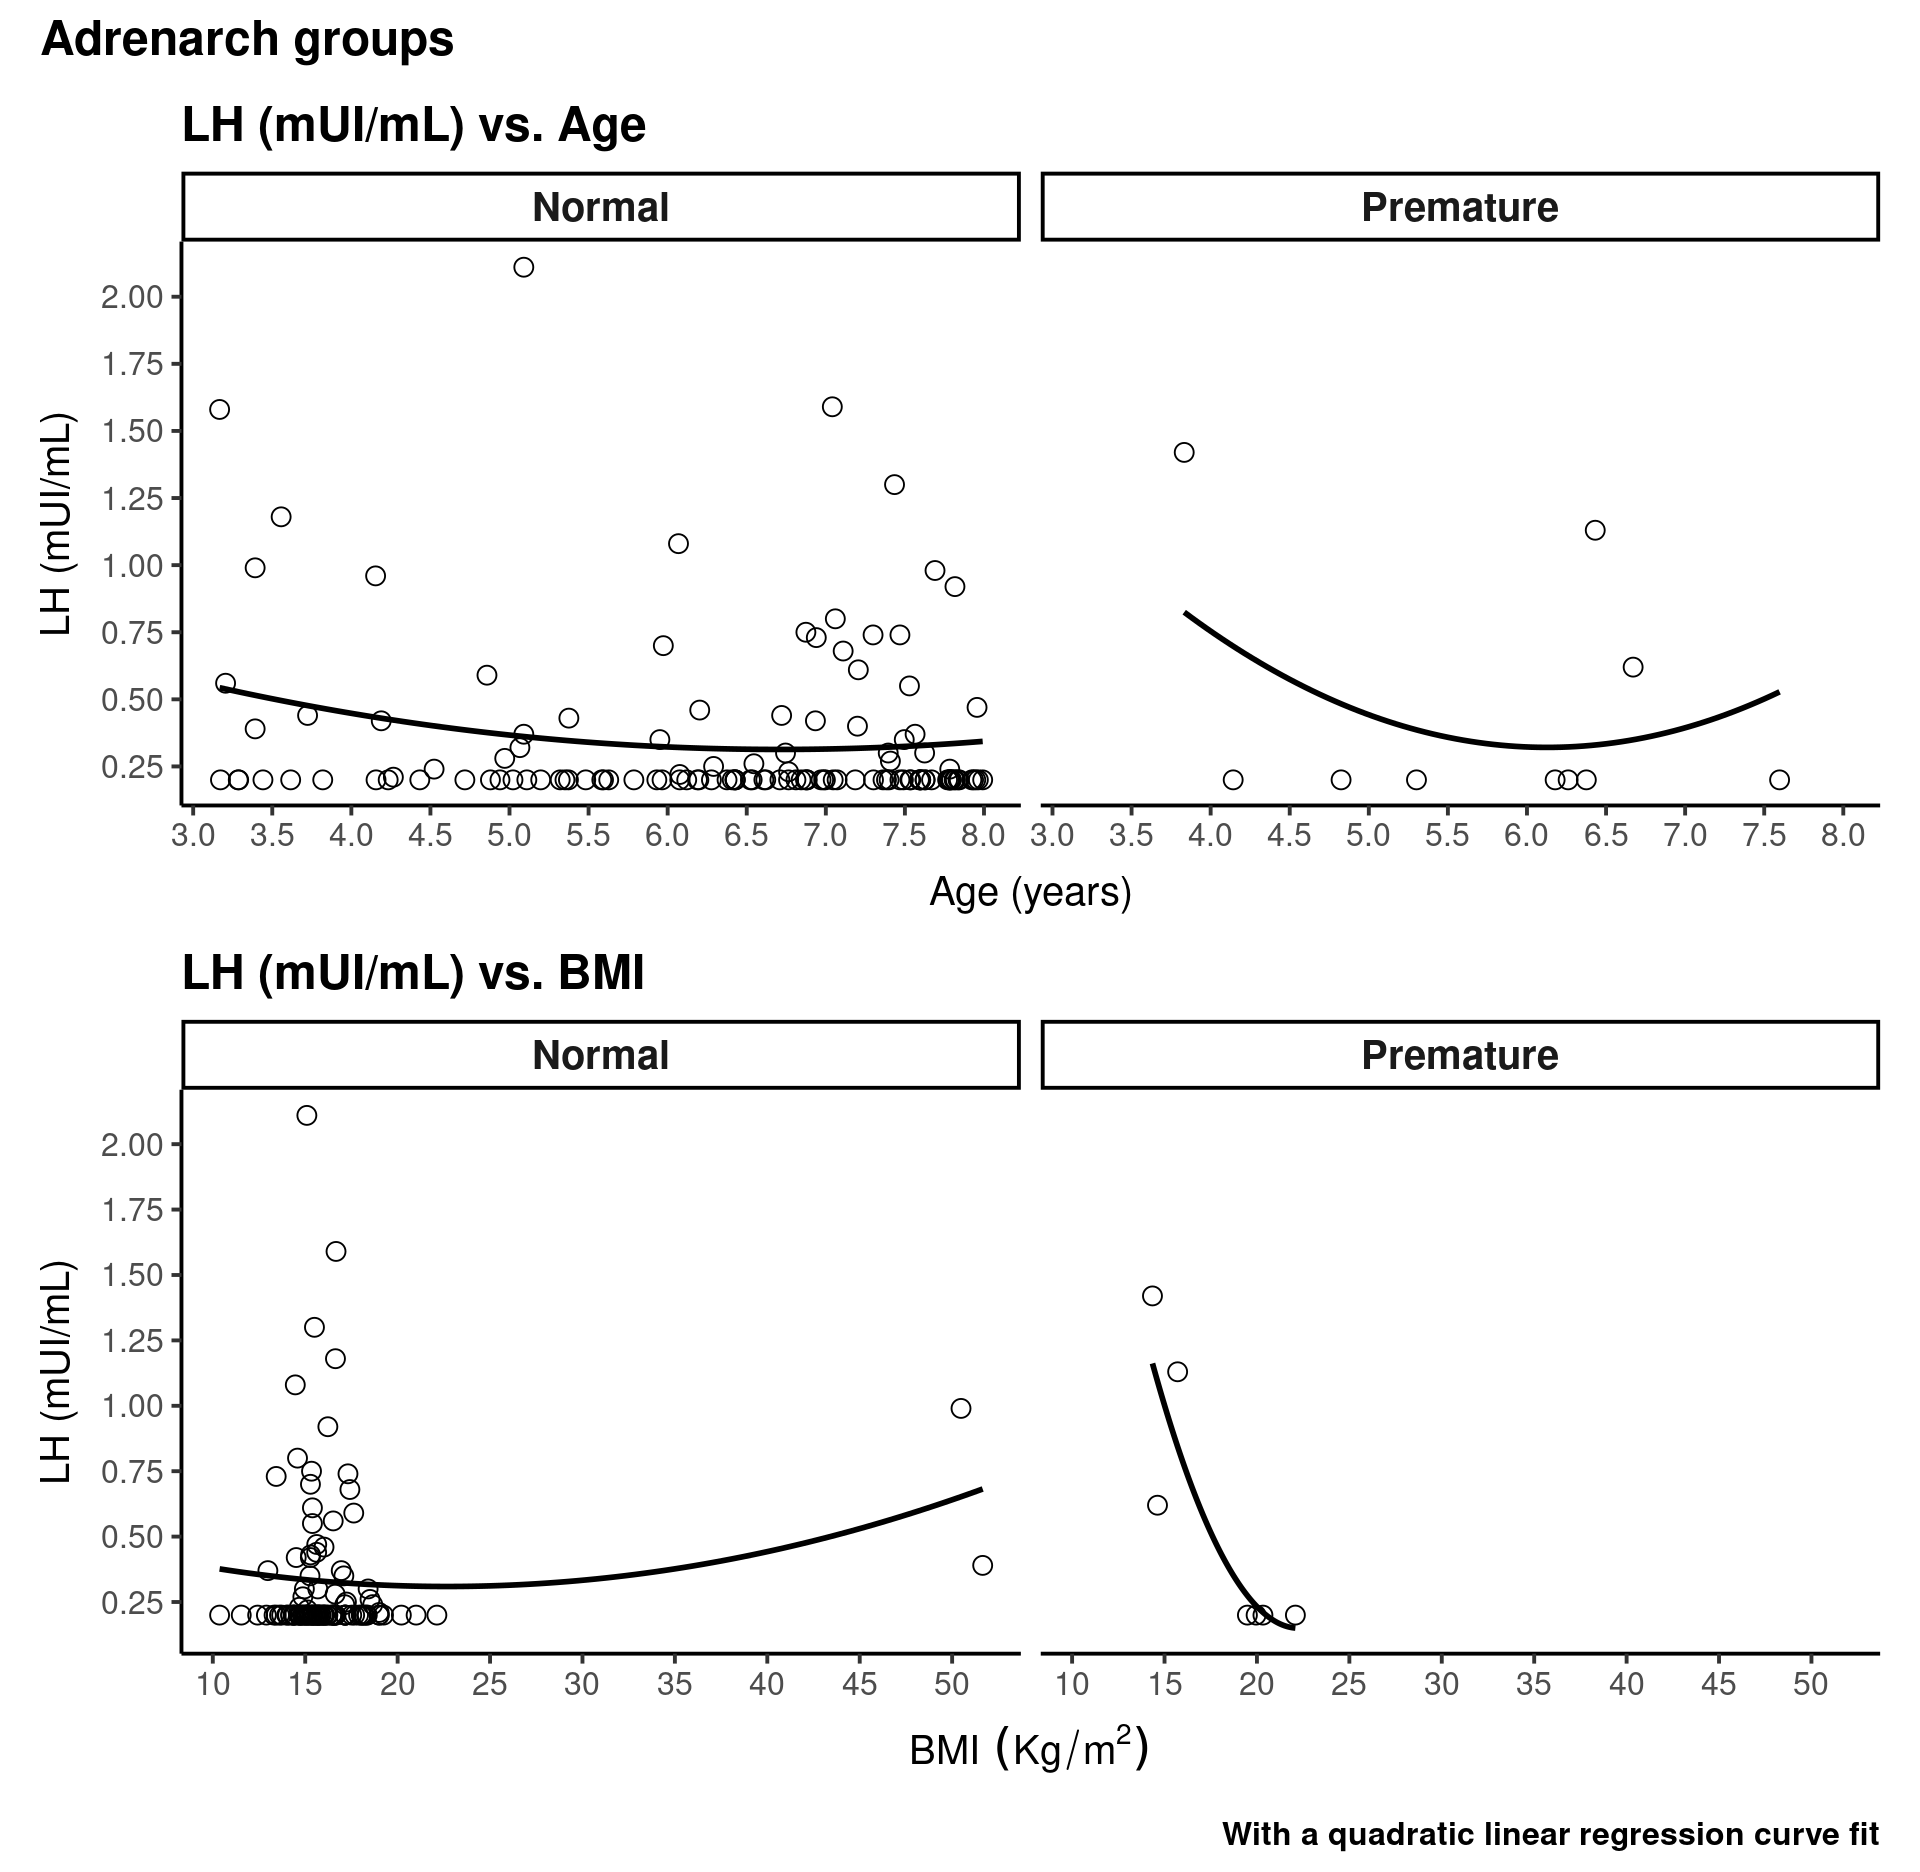 Adrenarch groups
LH (mUI/mL) vs. Age
Normal Premature
LH (mUI/mL)
2.00
1.75
1.50
1.25
1.00
0.75
0.50
0.25
3.0 3.5 4.0 4.5 5.0 5.5 6.0 6.5 7.0 7.5 8.0 3.0 3.5 4.0 4.5 5.0 5.5 6.0 6.5 7.0 7.5 8.0
Age (years)
LH (mUI/mL) vs. BMI
Normal Premature
LH (mUI/mL)
2.00
1.75
1.50
1.25
1.00
0.75
0.50
0.25
10 15 20 25 30 35 40 45 50 10 15 20 25 30 35 40 45 50
BMI (Kg/m²)
With a quadratic linear regression curve fit